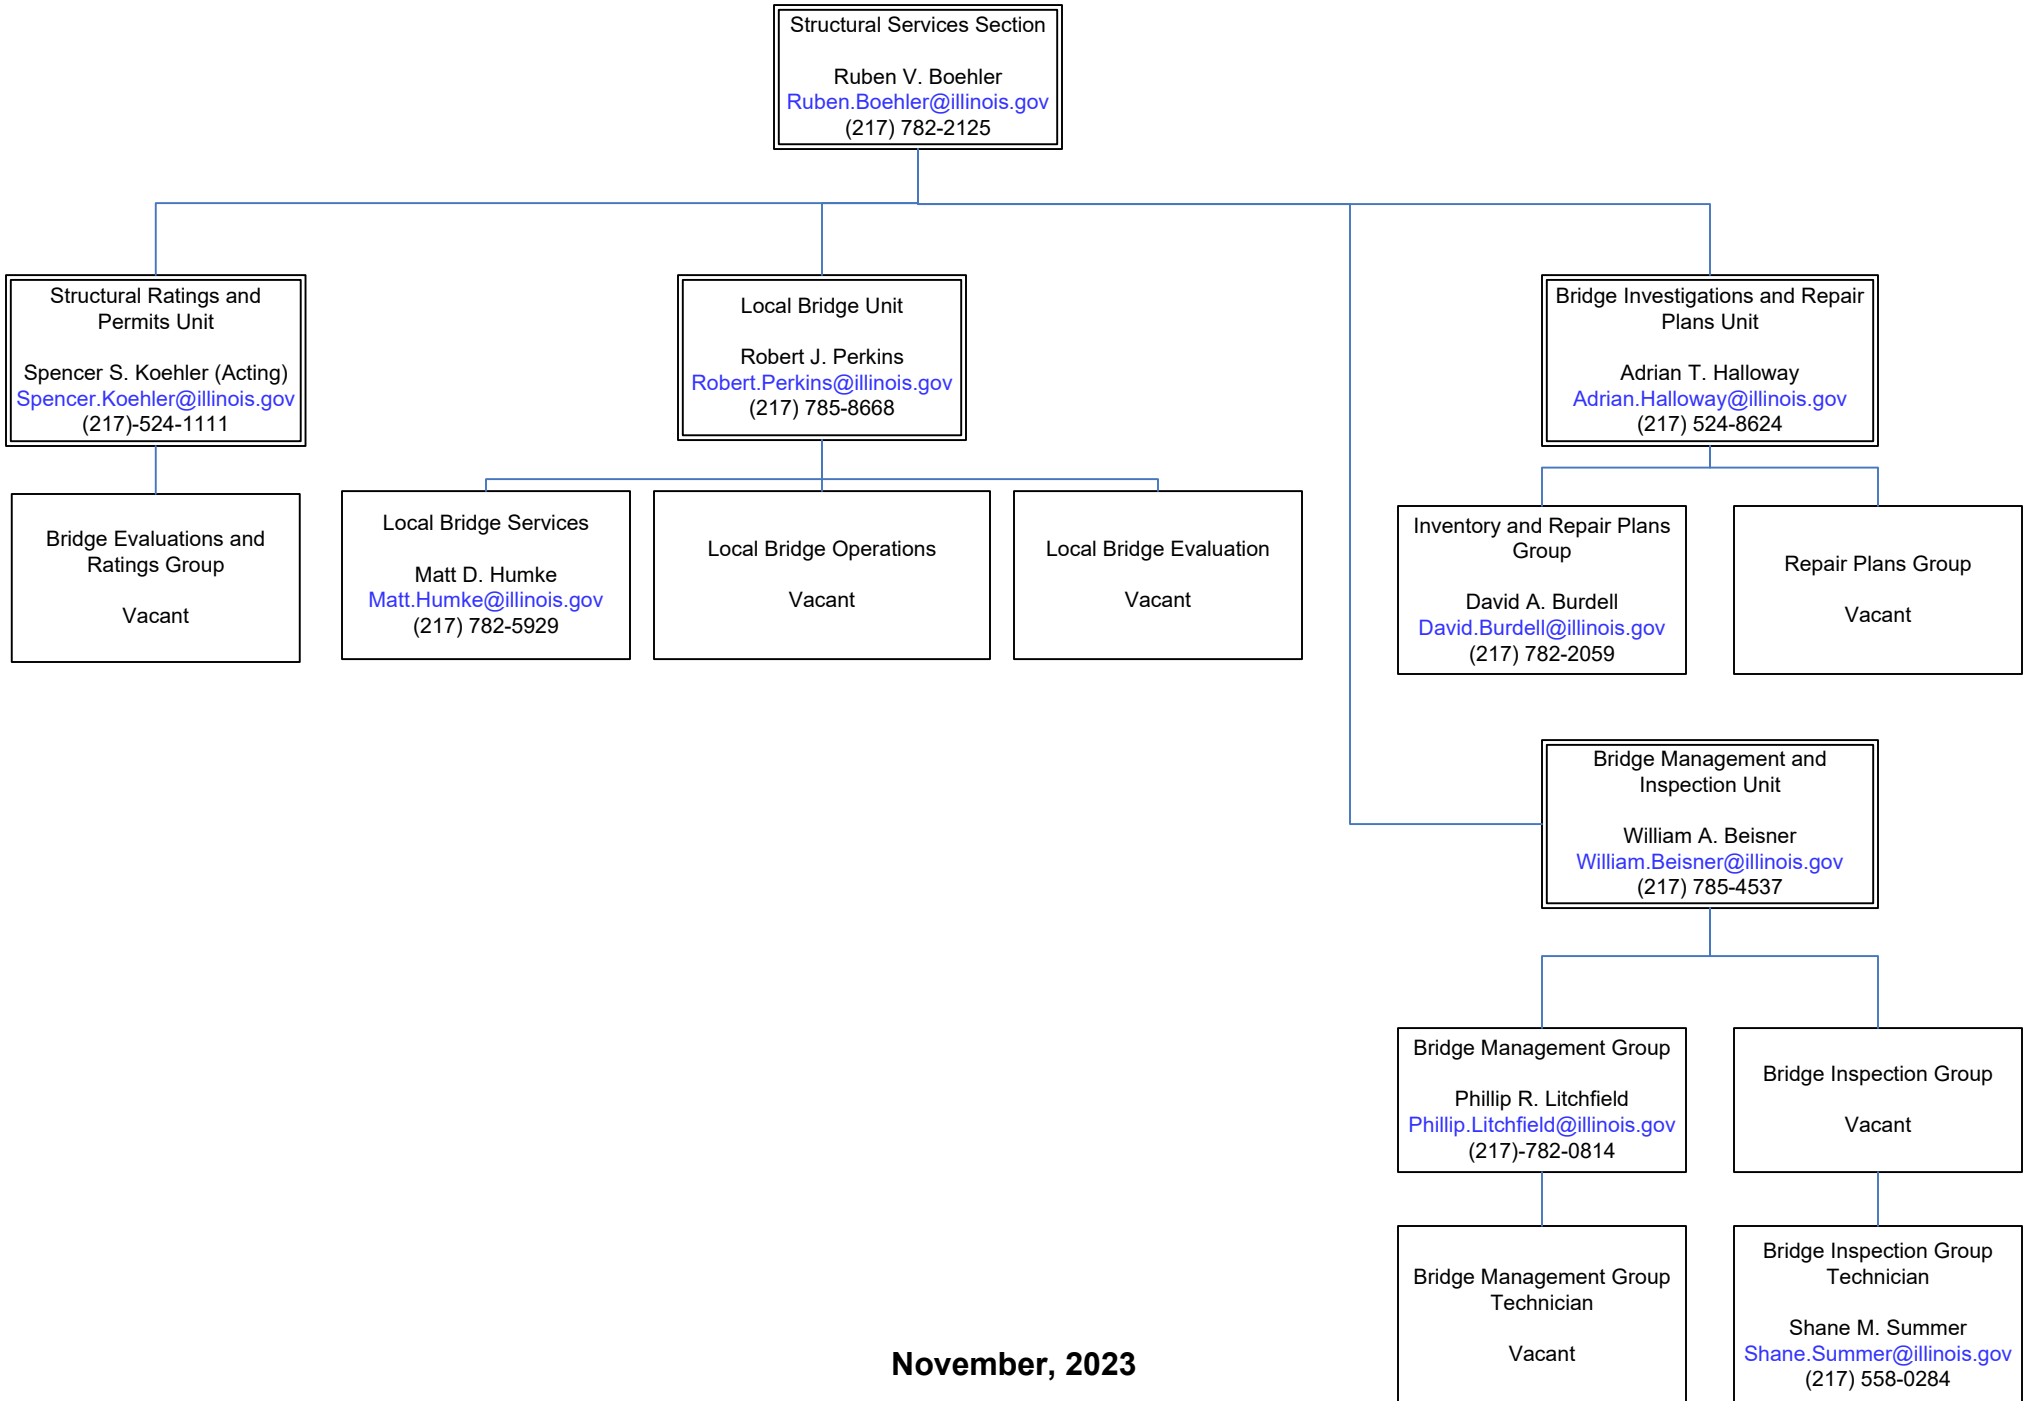 Structural Services Section
Ruben V. Boehler
Ruben.Boehler@illinois.gov
(217) 782-2125
Structural Ratings and
Permits Unit
Spencer S. Koehler (Acting)
Spencer.Koehler@illinois.gov
(217)-524-1111
Local Bridge Unit
Robert J. Perkins
Robert.Perkins@illinois.gov
(217) 785-8668
Bridge Investigations and Repair
Plans Unit
Adrian T. Halloway
Adrian.Halloway@illinois.gov
(217) 524-8624
Bridge Evaluations and
Ratings Group
Vacant
Local Bridge Services
Matt D. Humke
Matt.Humke@illinois.gov
(217) 782-5929
Local Bridge Operations
Vacant
Local Bridge Evaluation
Vacant
Inventory and Repair Plans
Group
David A. Burdell
David.Burdell@illinois.gov
(217) 782-2059
Repair Plans Group
Vacant
Bridge Management and
Inspection Unit
William A. Beisner
William.Beisner@illinois.gov
(217) 785-4537
Bridge Management Group
Phillip R. Litchfield
Phillip.Litchfield@illinois.gov
(217)-782-0814
Bridge Inspection Group
Vacant
Bridge Management Group
Technician
Vacant
Bridge Inspection Group
Technician
Shane M. Summer
Shane.Summer@illinois.gov
(217) 558-0284
November, 2023